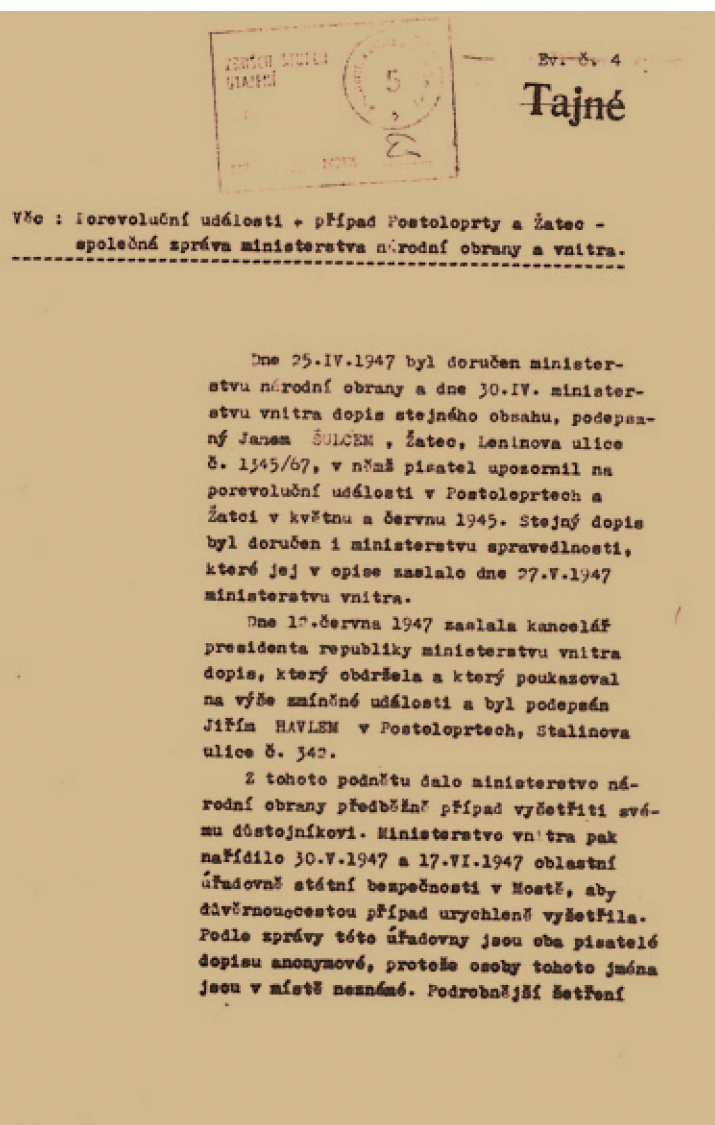 ZRUŠEN STUPEŇ
UTAJENÍ
5
Ev. č. 4
Tajné
Věc : Porevoluční události + případ Postoloprty a Žatec -
společná zpráva ministerstva národní obrany a vnitra.
Dne 25.IV.1947 byl doručen minister-
stvu národní obrany a dne 30.IV. minister-
stvu vnitra dopis stejného obsahu, podepsa-
ný Janem ŠULCEM , Žatec, Leninova ulice
č. 1345/67, v němž pisatel upozornil na
porevoluční události v Postoloprtech a
Žatci v květnu a červnu 1945. Stejný dopis
byl doručen i ministerstvu spravedlnosti,
které jej v opise zaslalo dne 27.V.1947
ministerstvu vnitra.
Dne června 1947 zaslala kancelář
presidenta republiky ministerstvu vnitra
dopis, který obdržela a který poukazoval
na výše zmíněné události a byl podepsán
Jiřím HAVLEM v Postoloprtech, Stalinova
ulice č. 342.
Z tohoto podnětu dalo ministerstvo ná-
rodní obrany předběžně případ vyšetřiti své-
mu důstojníkovi. Ministerstvo vnitra pak
nařídilo 30.V.1947 a 17.VI.1947 oblastní
úřadovně státní bezpečnosti v Mostě, aby
důvěrnou cestou případ urychleně vyšetřila.
Podle zprávy této úřadovny jsou oba pisatelé
dopisu anonymové, protože osoby tohoto jména
jsou v místě neznámé. Podrobnější šetření